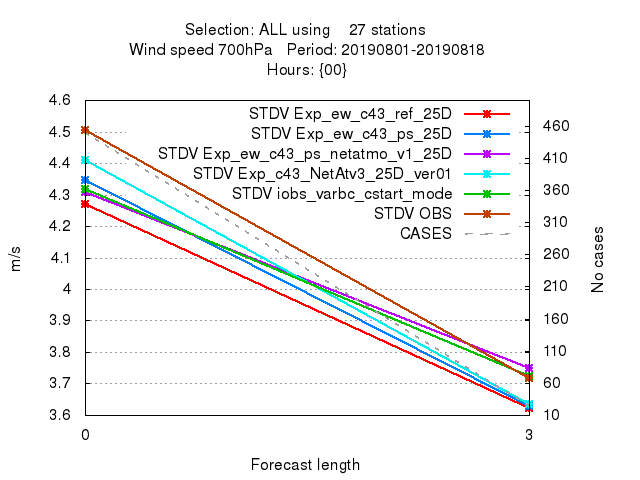 Selection: ALL using 27 stations
Wind speed 700hPa Period: 20190801-20190818
Hours: {00}
STDV Exp_ew_c43_ref_25D
STDV Exp_ew_c43_ps_25D
STDV Exp_ew_c43_ps_netatmo_v1_25D
STDV Exp_c43_NetAtv3_25D_ver01
STDV iobs_varbc_cstart_mode
STDV OBS
CASES
4.6
4.5
4.4
4.3
4.2
4.1
4
3.9
3.8
3.7
3.6
m/s
460
410
360
310
260
210
160
110
60
10
No cases
0
3
Forecast length